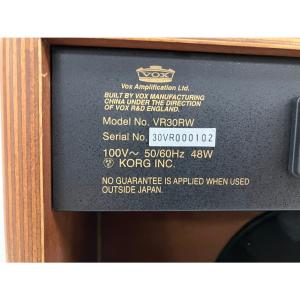 VOX
Vox Amplification Ltd.
BUILT BY VOX MANUFACTURING
CHINA UNDER THE DIRECTION
OF VOX R&D ENGLAND.
Model No. VR30RW
Serial No. 30VR000102
100V~ 50/60Hz 48W
PSE KORG INC.
NO GUARANTEE IS APPLIED WHEN USED
OUTSIDE JAPAN.